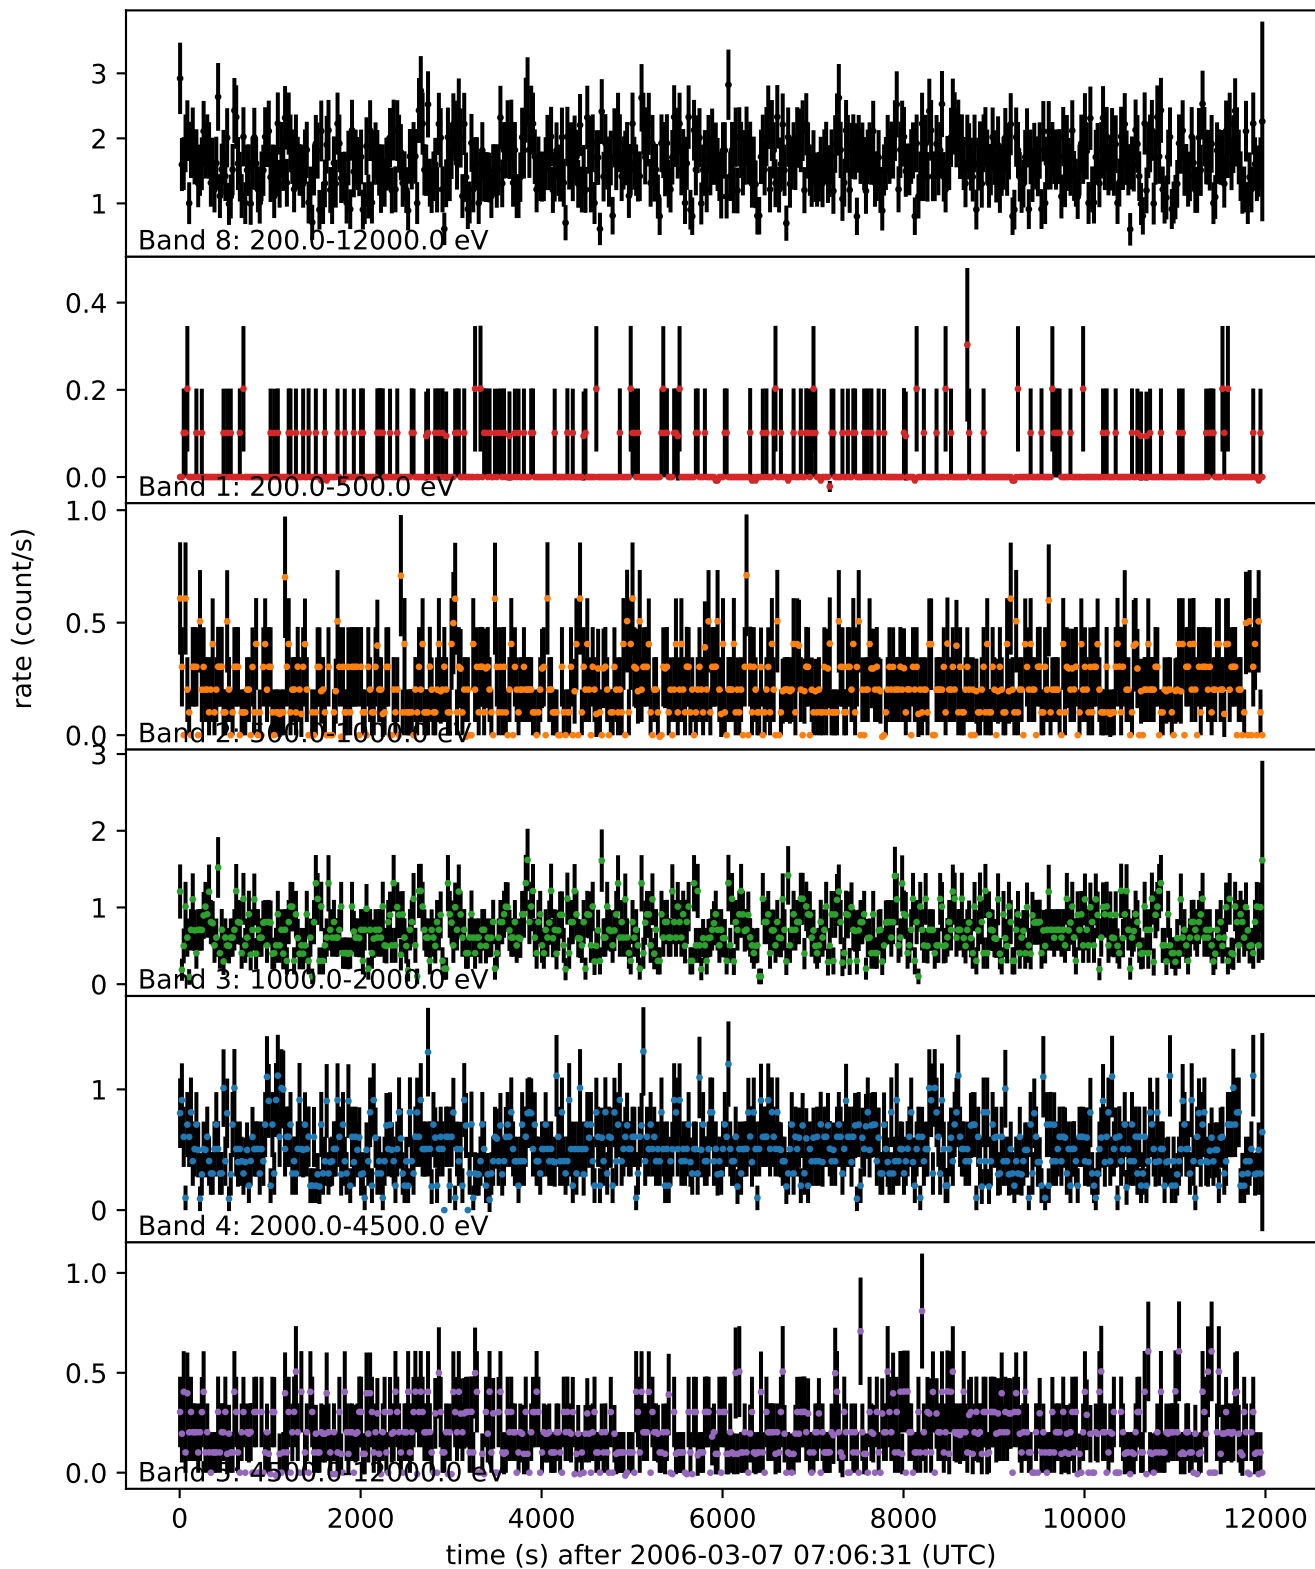 3
2
1
Band 8: 200.0-12000.0 eV
0.4
0.2
0.0
Band 1: 200.0-500.0 eV
1.0
0.5
0.0
Band 2: 500.0-1000.0 eV
rate (count/s)
3
2
1
0
Band 3: 1000.0-2000.0 eV
1
0
Band 4: 2000.0-4500.0 eV
1.0
0.5
0.0
Band 5: 4500.0-12000.0 eV
0 2000 4000 6000 8000 10000 12000
time (s) after 2006-03-07 07:06:31 (UTC)